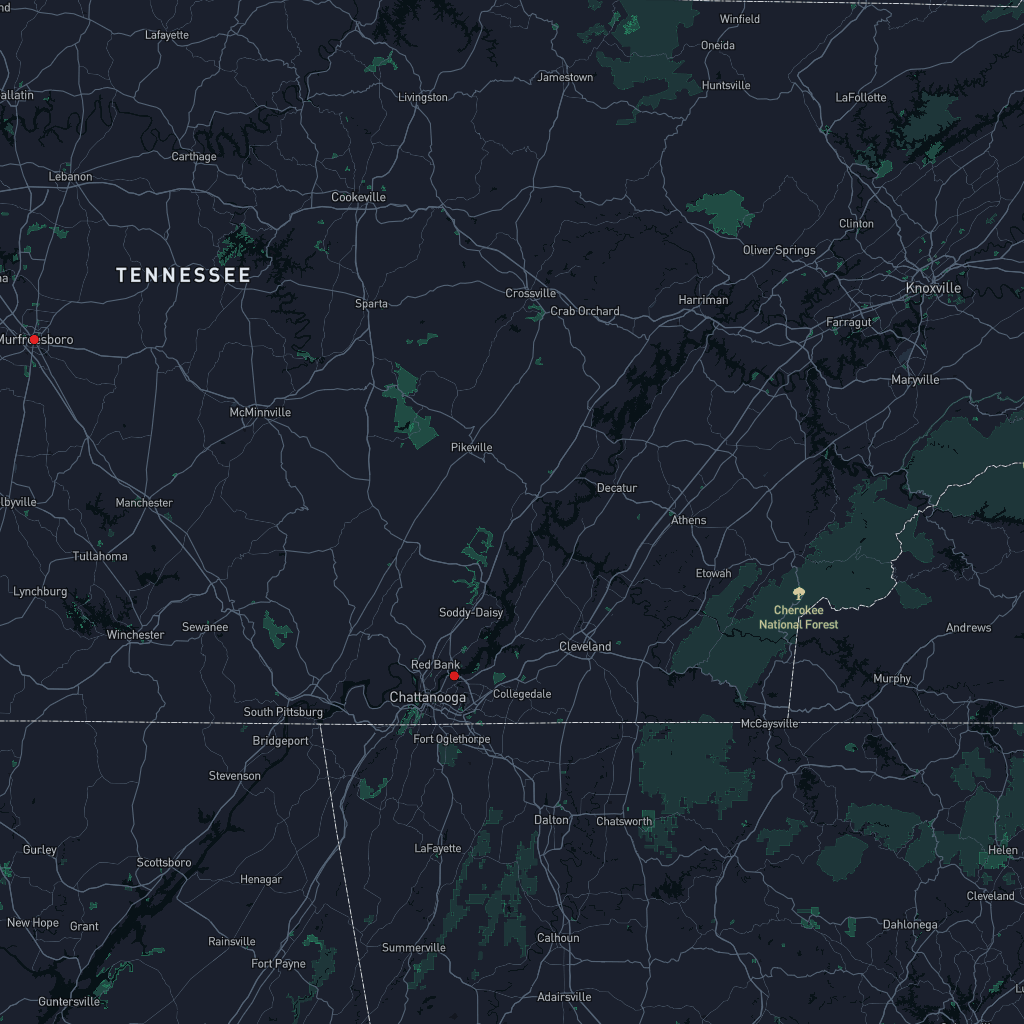 Winfield
Lafayette
Oneida
Jamestown
Huntsville
allatin
Livingston
LaFollette
Carthage
Lebanon
Cookeville
Clinton
Oliver Springs
TENNESSEE
Knoxville
Crossville
Harriman
Sparta
Crab Orchard
Farragut
Murfreesboro
Maryville
McMinnville
Pikeville
Decatur
lbyville
Manchester
Athens
Tullahoma
Etowah
Lynchburg
Cherokee
National Forest
Soddy-Daisy
Sewanee
Andrews
Winchester
Cleveland
Red Bank
Murphy
Collegedale
Chattanooga
South Pittsburg
McCaysville
Bridgeport
Fort Oglethorpe
Stevenson
Dalton
Chatsworth
Gurley
LaFayette
Helen
Scottsboro
Henagar
Cleveland
New Hope
Grant
Dahlonega
Rainsville
Calhoun
Summerville
Fort Payne
Guntersville
Adairsville